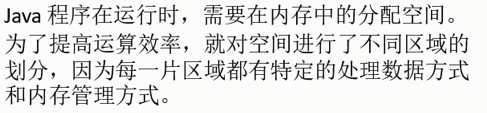 Java 程序在运行时，需要在内存中的分配空间。
为了提高运算效率，就对空间进行了不同区域的
划分，因为每一片区域都有特定的处理数据方式
和内存管理方式。